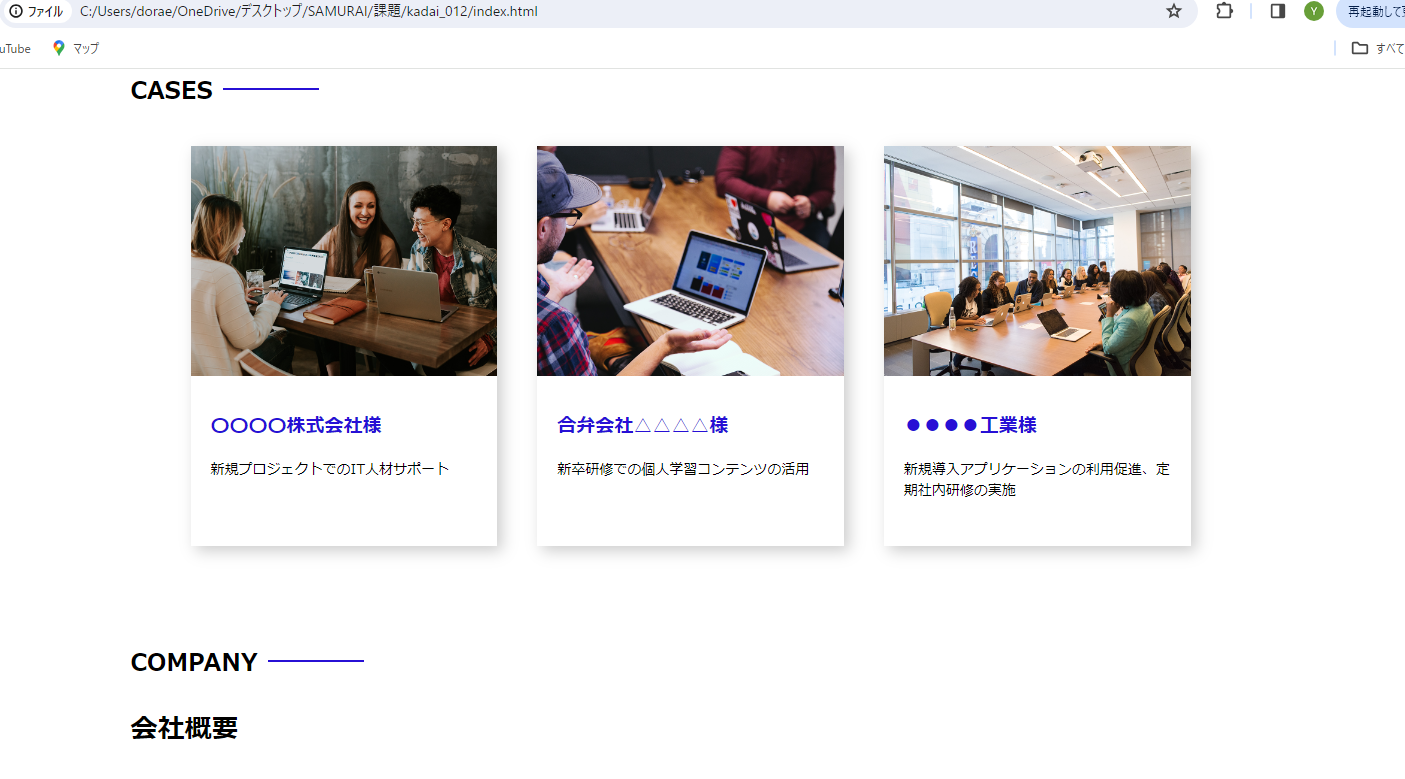 ファイル C:/Users/dorae/OneDrive/デスクトップ/SAMURAI/課題/kadai_012/index.html Y 再起動して
uTube マップ すべて
CASES
〇〇〇〇株式会社様
新規プロジェクトでのIT人材サポート
合弁会社△△△△様
新卒研修での個人学習コンテンツの活用
●●●●工業様
新規導入アプリケーションの利用促進、定
期社内研修の実施
COMPANY
会社概要